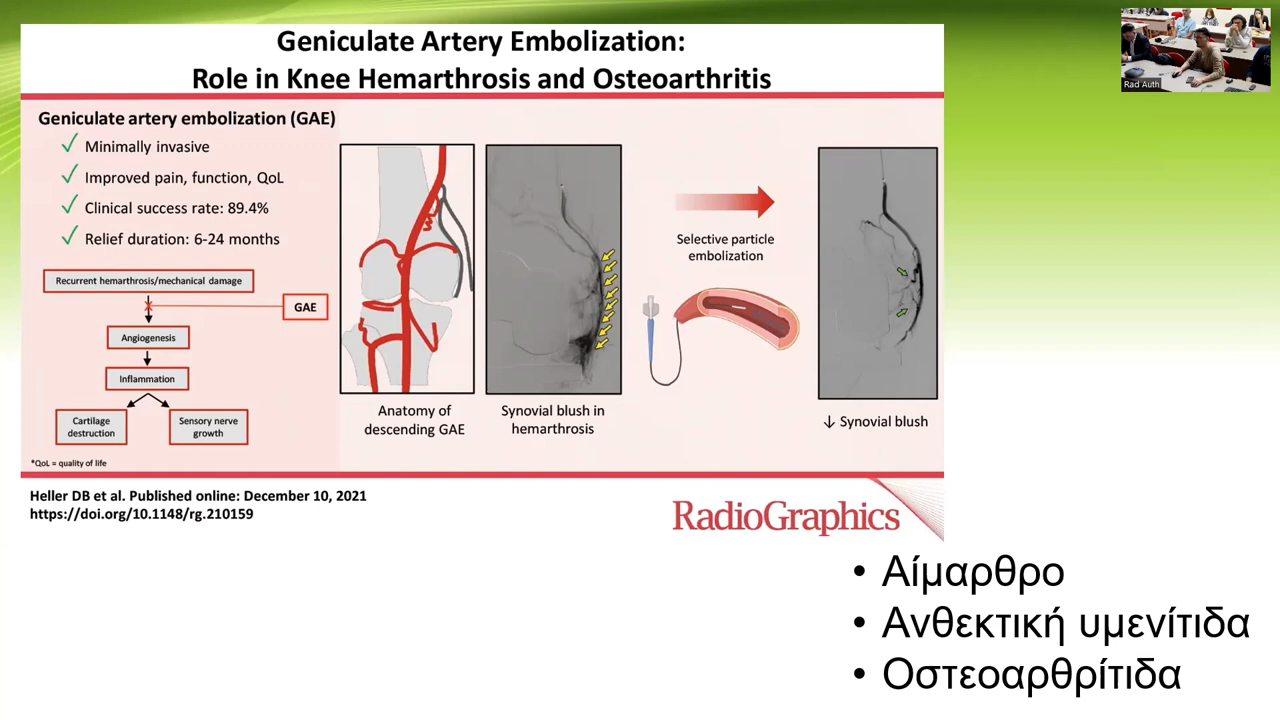 Geniculate Artery Embolization:
Role in Knee Hemarthrosis and Osteoarthritis
Geniculate artery embolization (GAE)
Minimally invasive
Improved pain, function, QoL
Clinical success rate: 89.4%
Relief duration: 6-24 months
Recurrent hemarthrosis/mechanical damage
GAE
Angiogenesis
Inflammation
Cartilage
destruction
Sensory nerve
growth
*QoL = quality of life
Anatomy of
descending GAE
Synovial blush in
hemarthrosis
Selective particle
embolization
↓ Synovial blush
Heller DB et al. Published online: December 10, 2021
https://doi.org/10.1148/rg.210159
RadioGraphics
Rad Auth
• Αίμαρθρο
• Ανθεκτική υμενίτιδα
• Οστεοαρθρίτιδα